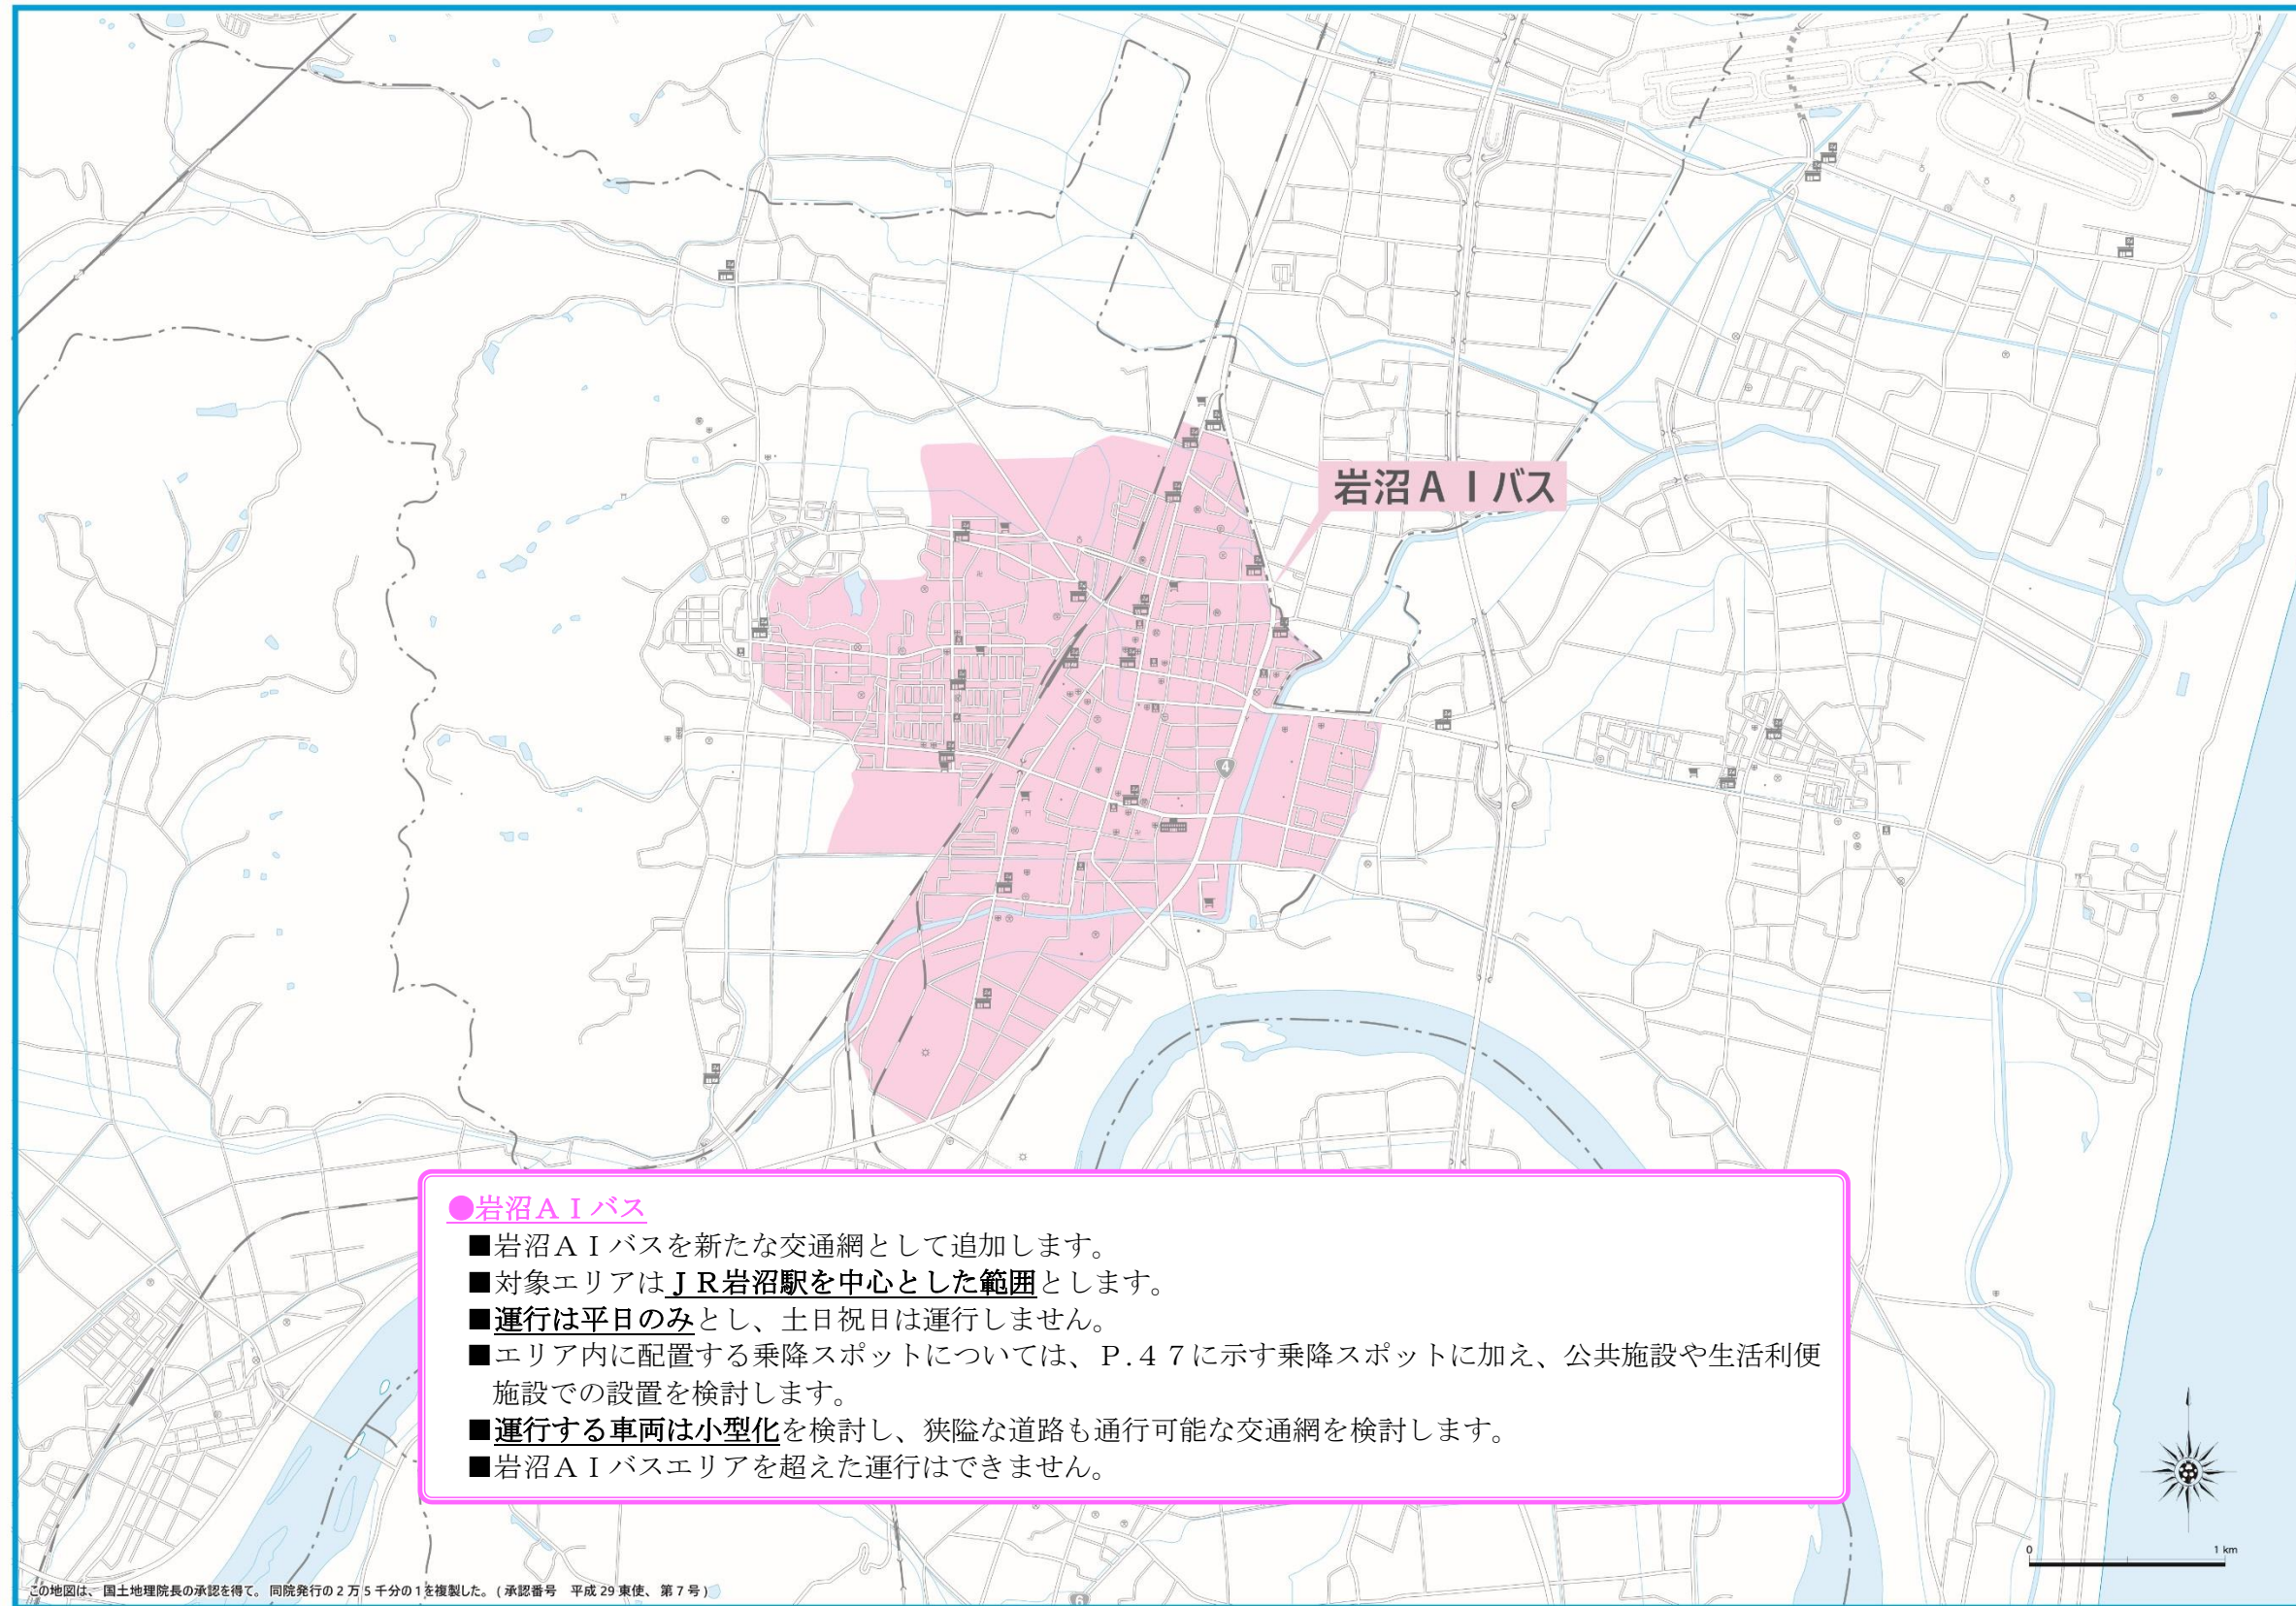 岩沼AIバス
4
●岩沼ＡＩバス
■岩沼ＡＩバスを新たな交通網として追加します。
■対象エリアはＪＲ岩沼駅を中心とした範囲とします。
■運行は平日のみとし、土日祝日は運行しません。
■エリア内に配置する乗降スポットについては、Ｐ.４７に示す乗降スポットに加え、公共施設や生活利便
施設での設置を検討します。
■運行する車両は小型化を検討し、狭隘な道路も通行可能な交通網を検討します。
■岩沼ＡＩバスエリアを超えた運行はできません。
0 1 km
この地図は、国土地理院長の承認を得て。同院発行の２万５千分の１を複製した。(承認番号　平成 29 東使、第７号)
6